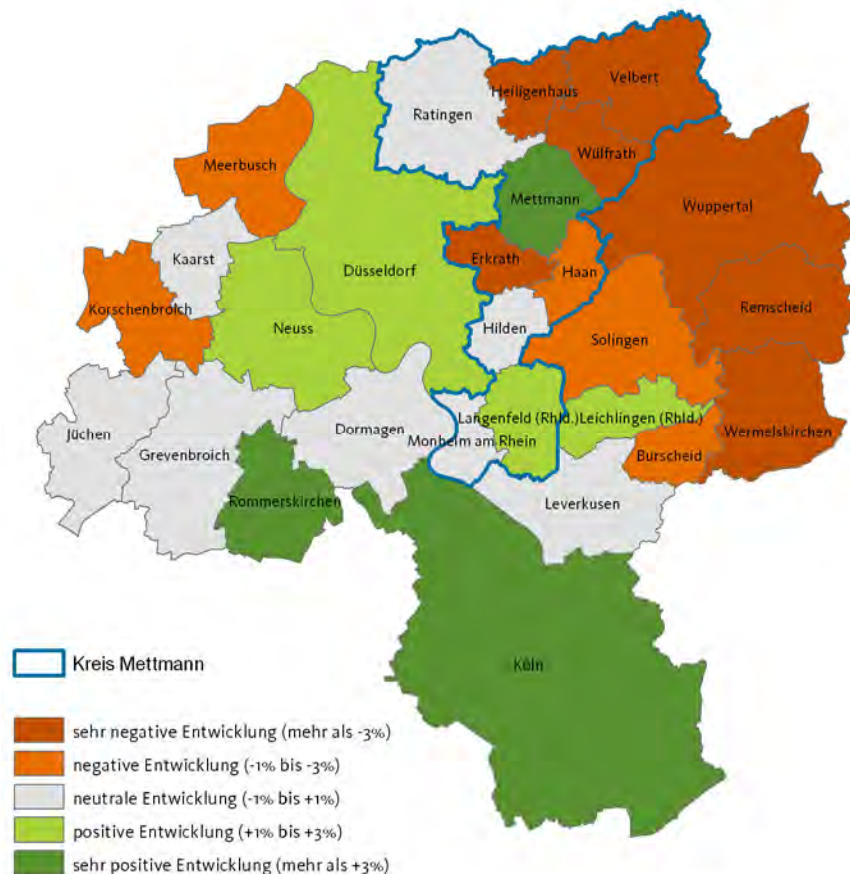 Velbert
Heiligenhaus
Ratingen
Wülfrath
Meerbusch
Mettmann
Wuppertal
Kaarst
Erkrath
Düsseldorf
Haan
Korschenbroich
Remscheid
Neuss
Hilden
Solingen
Langenfeld (Rhld.)
Leichlingen (Rhld.)
Jüchen
Dormagen
Monheim am Rhein
Wermelskirchen
Grevenbroich
Burscheid
Rommerskirchen
Leverkusen
Köln
Kreis Mettmann
sehr negative Entwicklung (mehr als -3%)
negative Entwicklung (-1% bis -3%)
neutrale Entwicklung (-1% bis +1%)
positive Entwicklung (+1% bis +3%)
sehr positive Entwicklung (mehr als +3%)